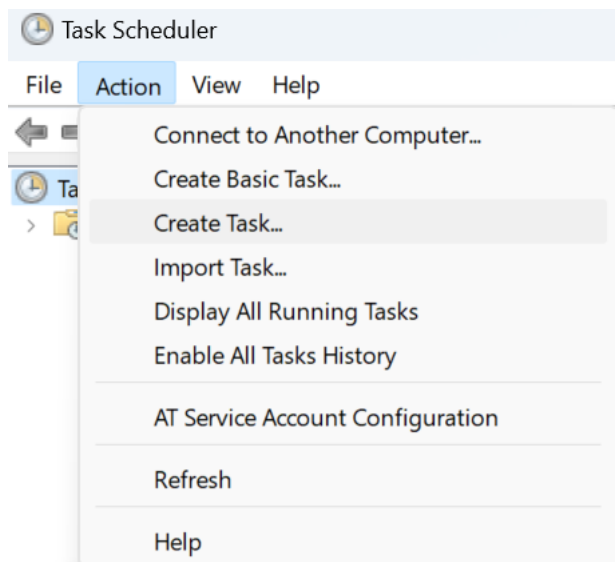 Task Scheduler
File Action View Help
Connect to Another Computer...
Ta
Create Basic Task...
Create Task...
Import Task...
Display All Running Tasks
Enable All Tasks History
AT Service Account Configuration
Refresh
Help